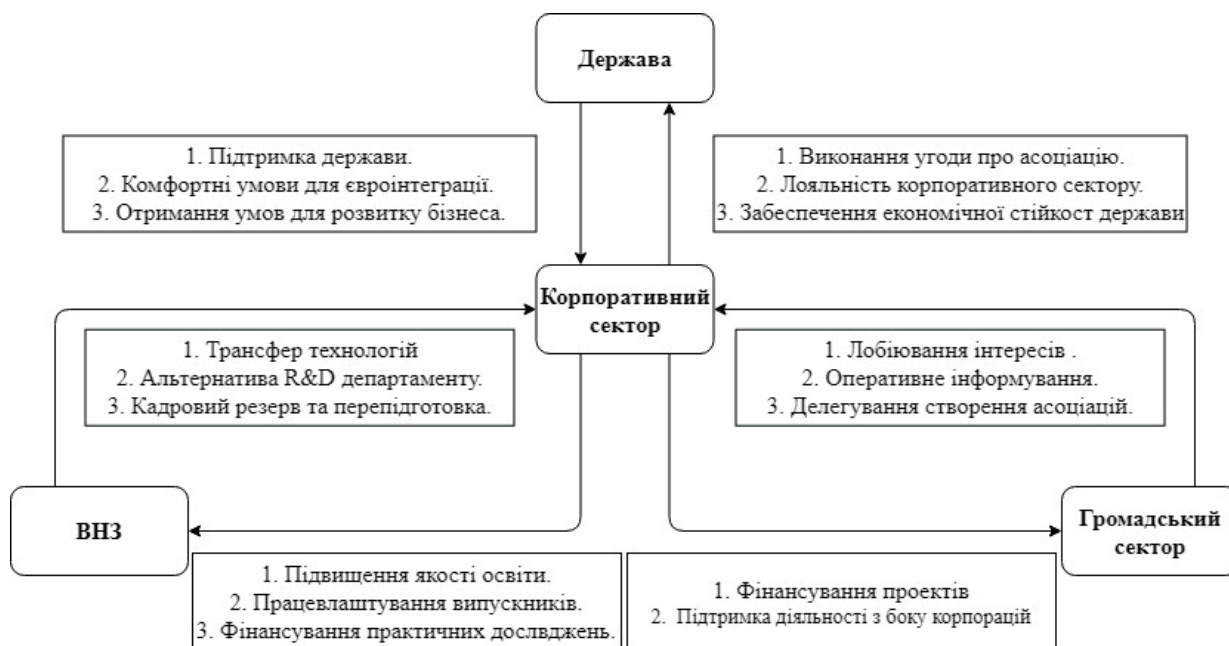 Держава
1. Підтримка держави.
2. Комфортні умови для євроінтеграції.
3. Отримання умов для розвитку бізнеса.
1. Виконання угоди про асоціацію.
2. Лояльність корпоративного сектору.
3. Забеспечення економічної стійкост держави
Корпоративний
сектор
1. Трансфер технологій
2. Альтернатива R&D департаменту.
3. Кадровий резерв та перепідготовка.
1. Лобіювання інтересів .
2. Оперативне інформування.
3. Делегування створення асоціацій.
ВНЗ
Громадський
сектор
1. Підвищення якості освіти.
2. Працевлаштування випускників.
3. Фінансування практичних дослвджень.
1. Фінансування проектів
2. Підтримка діяльності з боку корпорацій